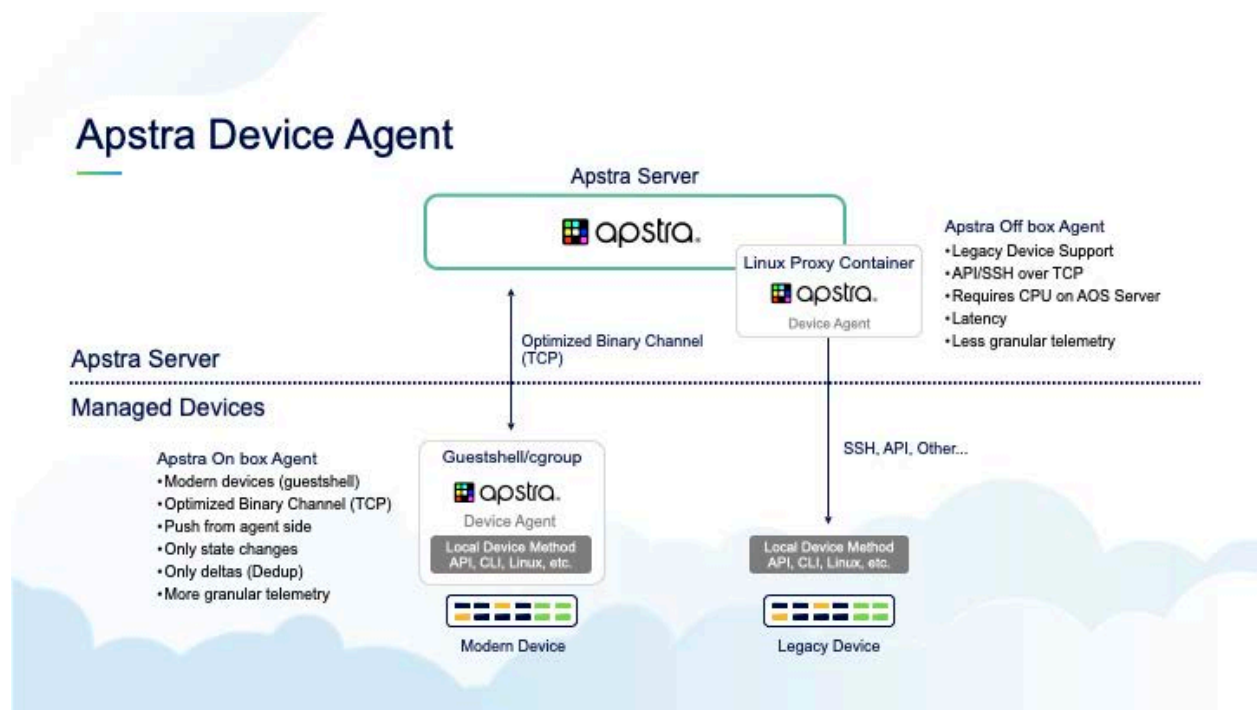 Apstra Device Agent
Apstra Server
apstra.
Linux Proxy Container
apstra.
Device Agent
Apstra Off box Agent
•Legacy Device Support
•API/SSH over TCP
•Requires CPU on AOS Server
•Latency
•Less granular telemetry
Optimized Binary Channel
(TCP)
Apstra Server
Managed Devices
Apstra On box Agent
•Modern devices (guestshell)
•Optimized Binary Channel (TCP)
•Push from agent side
•Only state changes
•Only deltas (Dedup)
•More granular telemetry
Guestshell/cgroup
apstra.
Device Agent
Local Device Method
API, CLI, Linux, etc.
Modern Device
SSH, API, Other...
Local Device Method
API, CLI, Linux, etc.
Legacy Device